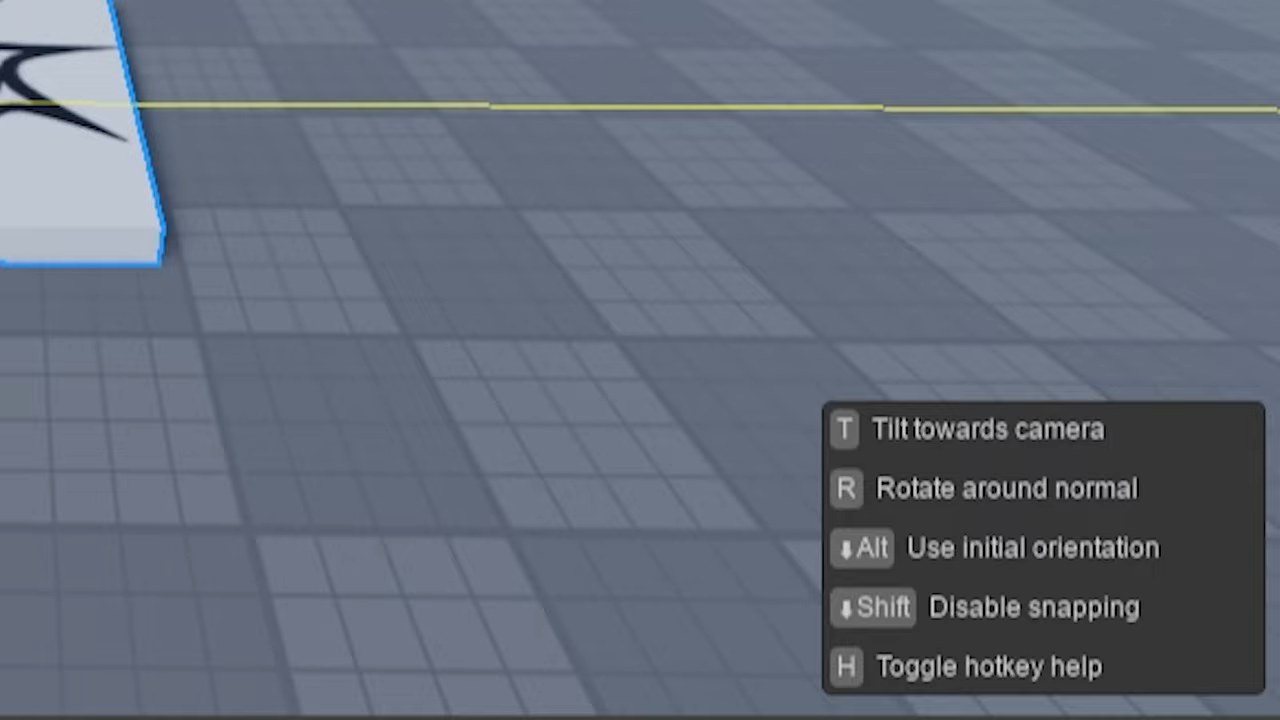 T Tilt towards camera
R Rotate around normal
⬇Alt Use initial orientation
⬇Shift Disable snapping
H Toggle hotkey help